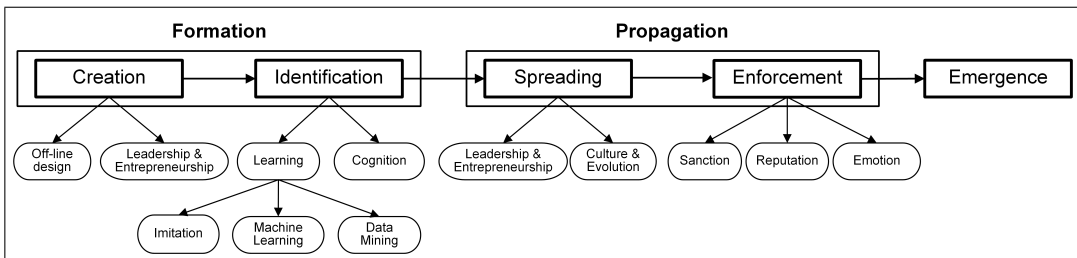 Formation
Propagation
Creation
Identification
Spreading
Enforcement
Emergence
Off-line
design
Leadership &
Entrepreneurship
Learning
Cognition
Leadership &
Entrepreneurship
Culture &
Evolution
Sanction
Reputation
Emotion
Imitation
Machine
Learning
Data
Mining